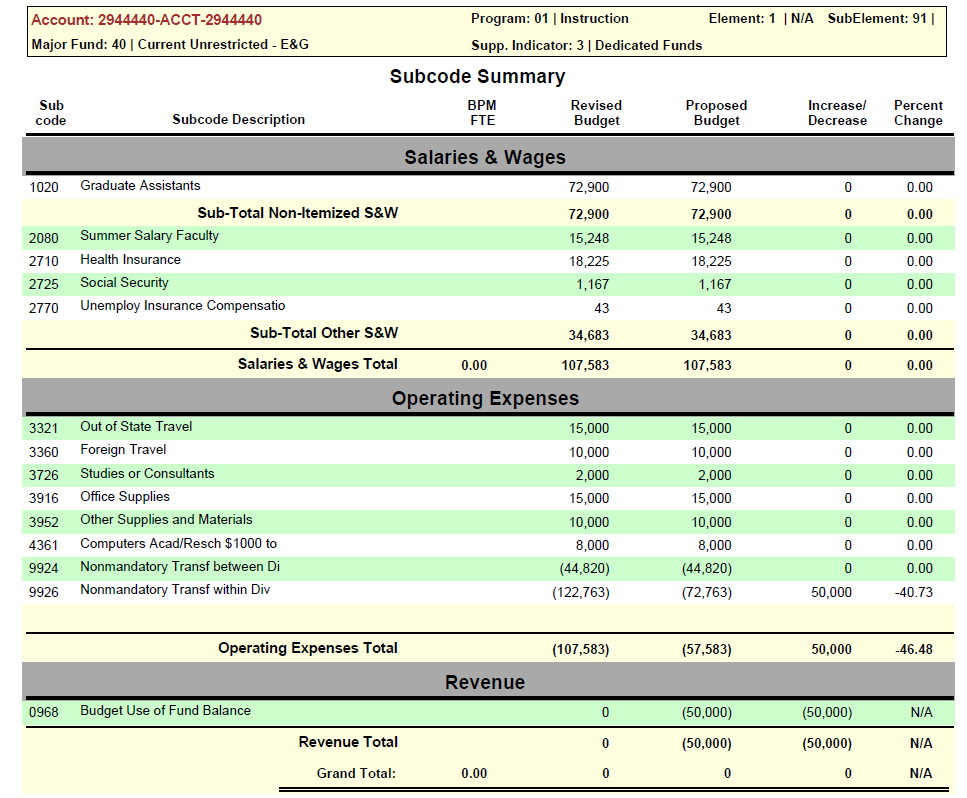 Account: 2944440-ACCT-2944440 Program: 01 | Instruction Element: 1 | N/A SubElement: 91 |
Major Fund: 40 | Current Unrestricted - E&G Supp. Indicator: 3 | Dedicated Funds
Subcode Summary
Sub code Subcode Description BPM FTE Revised Budget Proposed Budget Increase/ Decrease Percent Change
Salaries & Wages
1020 Graduate Assistants 72,900 72,900 0 0.00
Sub-Total Non-Itemized S&W 72,900 72,900 0 0.00
2080 Summer Salary Faculty 15,248 15,248 0 0.00
2710 Health Insurance 18,225 18,225 0 0.00
2725 Social Security 1,167 1,167 0 0.00
2770 Unemploy Insurance Compensatio 43 43 0 0.00
Sub-Total Other S&W 34,683 34,683 0 0.00
Salaries & Wages Total 0.00 107,583 107,583 0 0.00
Operating Expenses
3321 Out of State Travel 15,000 15,000 0 0.00
3360 Foreign Travel 10,000 10,000 0 0.00
3726 Studies or Consultants 2,000 2,000 0 0.00
3916 Office Supplies 15,000 15,000 0 0.00
3952 Other Supplies and Materials 10,000 10,000 0 0.00
4361 Computers Acad/Resch $1000 to 8,000 8,000 0 0.00
9924 Nonmandatory Transf between Di (44,820) (44,820) 0 0.00
9926 Nonmandatory Transf within Div (122,763) (72,763) 50,000 -40.73
Operating Expenses Total (107,583) (57,583) 50,000 -46.48
Revenue
0968 Budget Use of Fund Balance 0 (50,000) (50,000) N/A
Revenue Total 0 (50,000) (50,000) N/A
Grand Total: 0.00 0 0 0 N/A